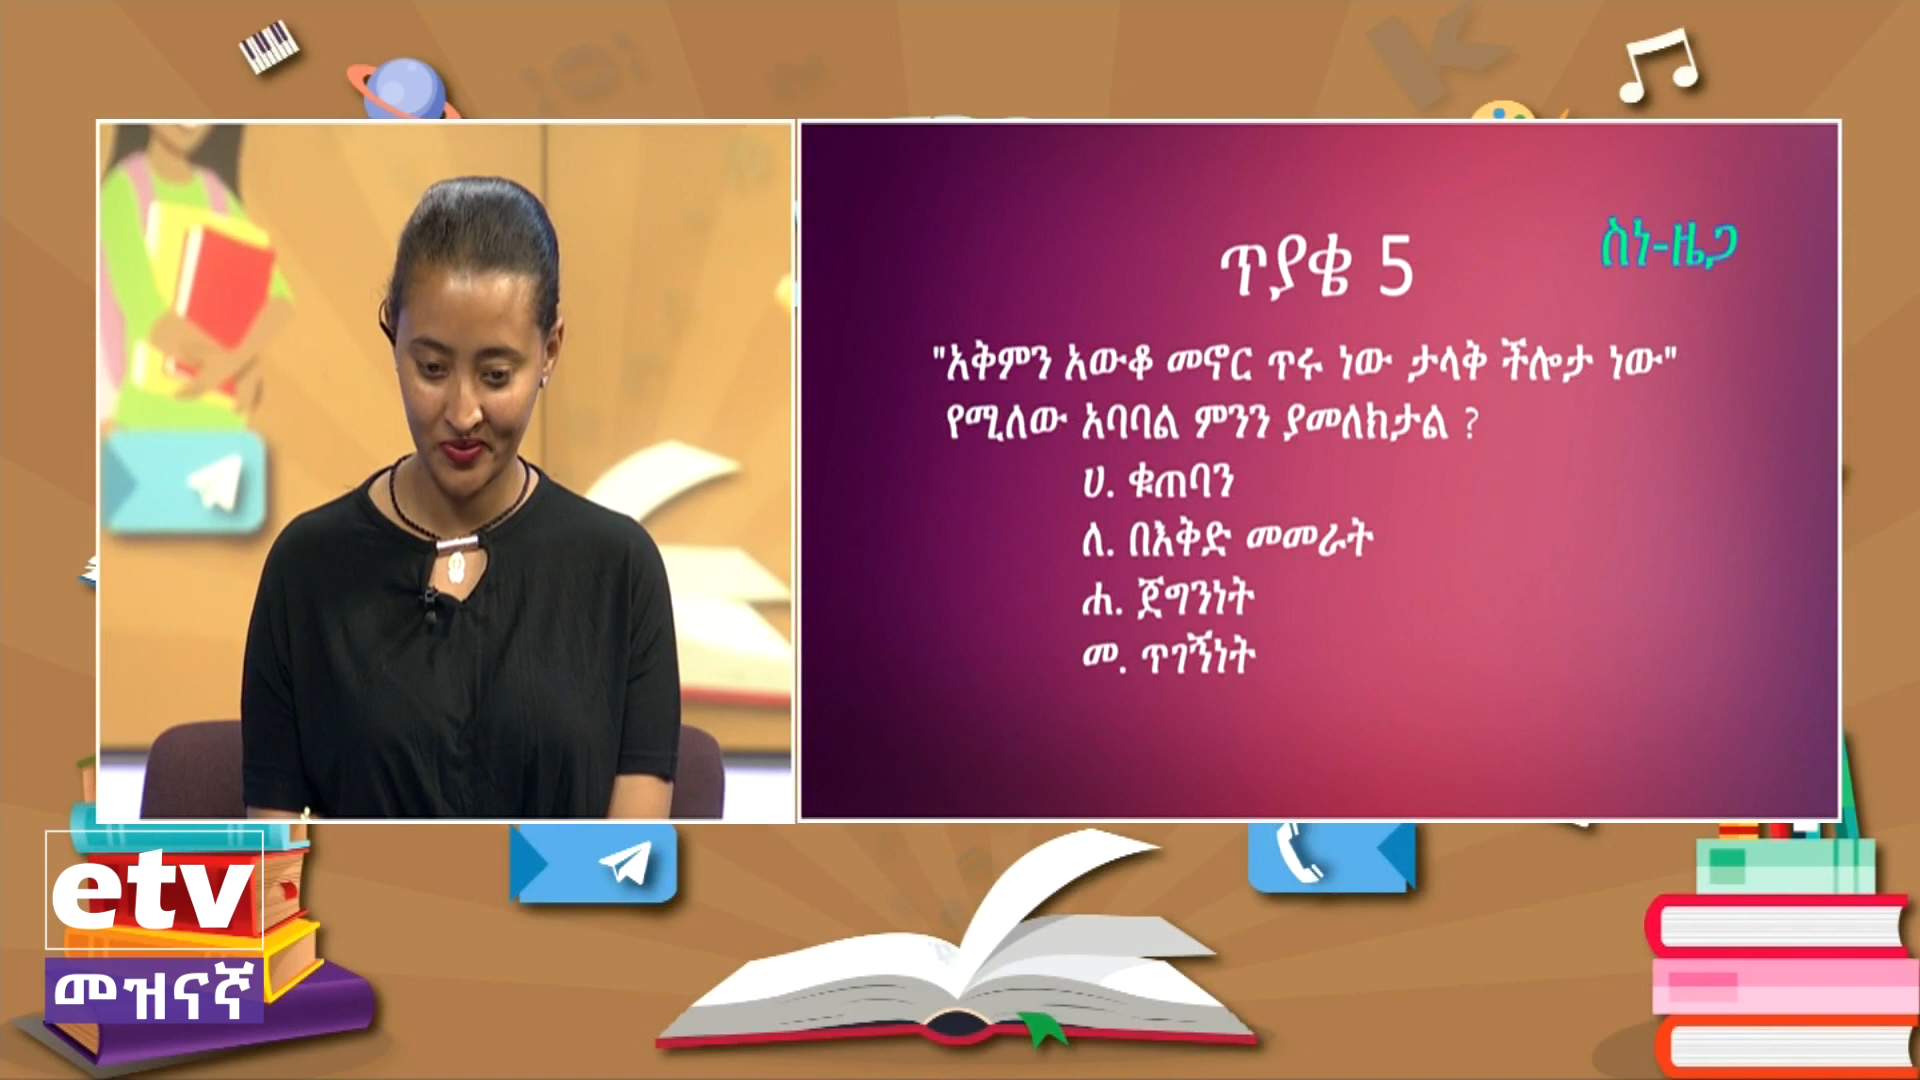 ስነ-ዜጋ
ጥያቄ 5
"አቅምን አውቆ መኖር ጥሩ ነው ታላቅ ችሎታ ነው"
የሚለው አባባል ምንን ያመለክታል ?
ሀ. ቁጠባን
ለ. በእቅድ መመራት
ሐ. ጀግንነት
መ. ጥገኝነት
etv
መዝናኛ